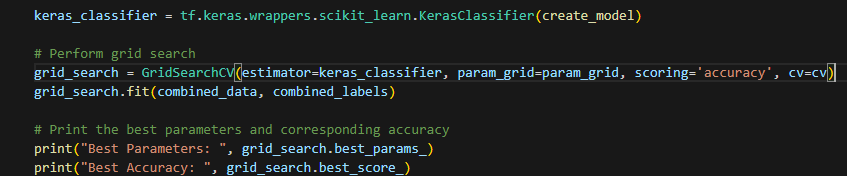 keras_classifier = tf.keras.wrappers.scikit_learn.KerasClassifier(create_model)
# Perform grid search
grid_search = GridSearchCV(estimator=keras_classifier, param_grid=param_grid, scoring='accuracy', cv=cv)
grid_search.fit(combined_data, combined_labels)
# Print the best parameters and corresponding accuracy
print("Best Parameters: ", grid_search.best_params_)
print("Best Accuracy: ", grid_search.best_score_)